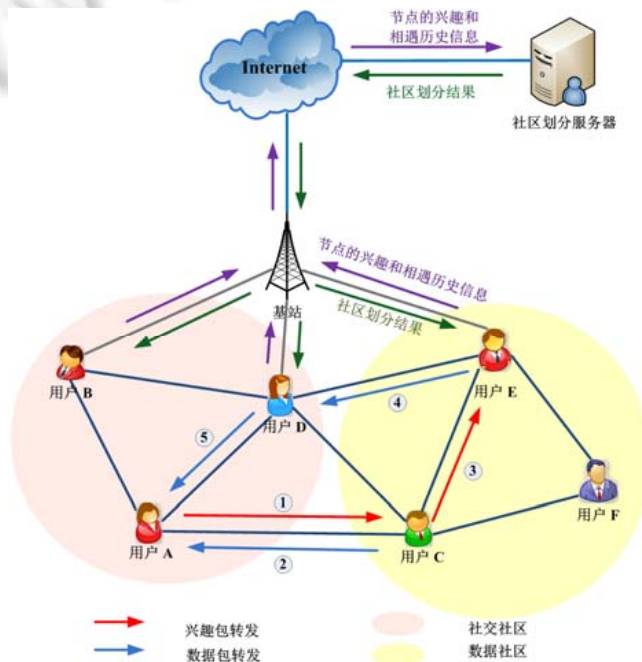 节点的兴趣和
相遇历史信息
Internet
社区划分结果
社区划分服务器
节点的兴趣和相遇历史信息
基站
社区划分结果
用户 B
用户 D
用户 E
④
⑤
③
用户 F
①
用户 A
用户 C
②
兴趣包转发
社交社区
数据包转发
数据社区